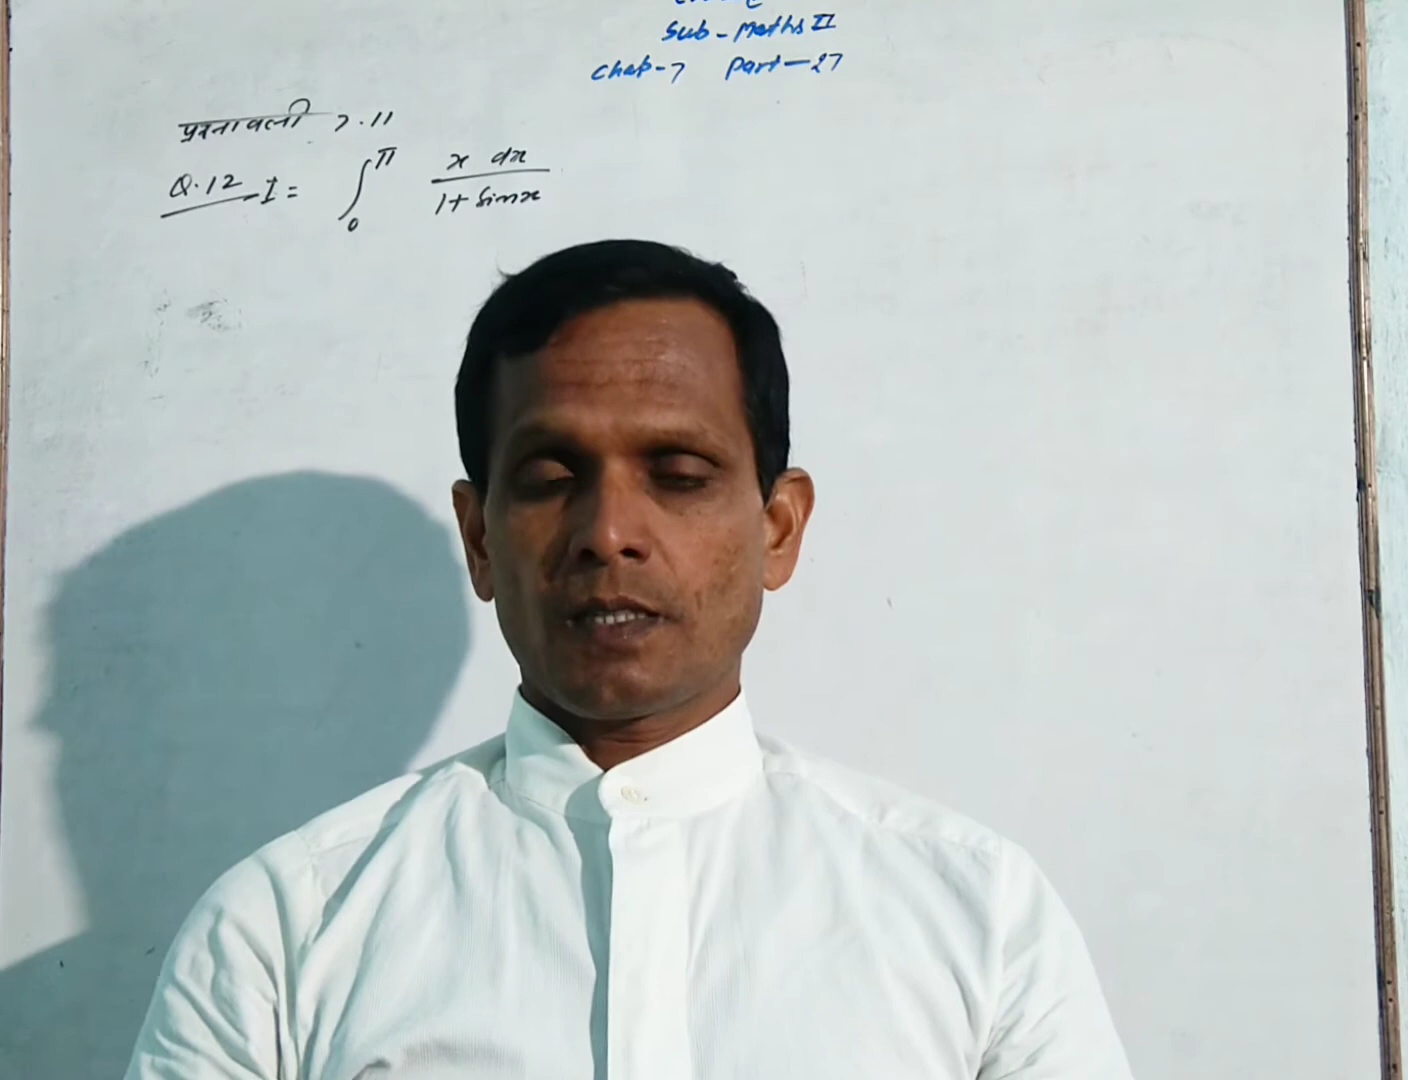 Sub - Maths II
Chap-7 Part-27
प्रश्नावली 7.11
Q.12 I = ∫₀^π x dx / 1+ Sinx